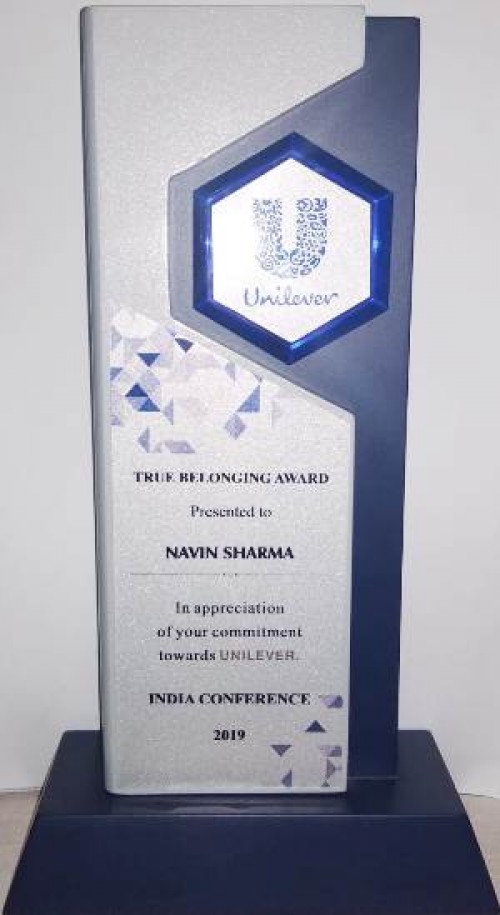 U
Unilever
TRUE BELONGING AWARD
Presented to
NAVIN SHARMA
In appreciation
of your commitment
towards UNILEVER.
INDIA CONFERENCE
2019